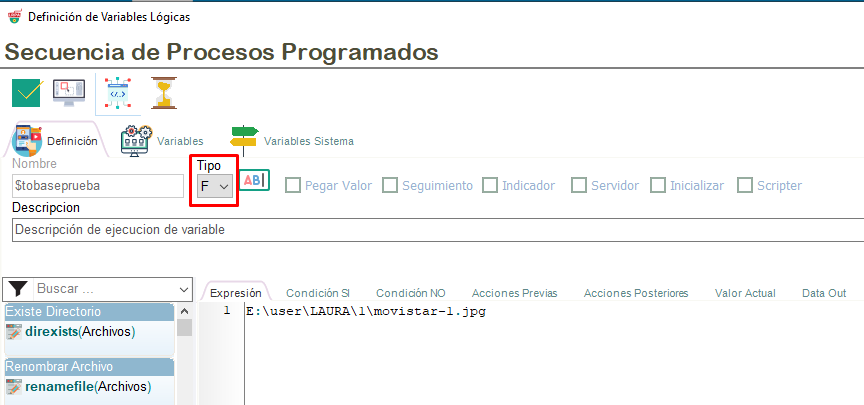 Definición de Variables Lógicas
Secuencia de Procesos Programados
Definición Variables Variables Sistema
Nombre Tipo
$tobaseprueba F AB Pegar Valor Seguimiento Indicador Servidor Inicializar Scripter
Descripcion
Descripción de ejecucion de variable
Buscar ... Expresión Condición SI Condición NO Acciones Previas Acciones Posteriores Valor Actual Data Out
Existe Directorio 1 E:\user\LAURA\1\movistar-1.jpg
direxists(Archivos)
Renombrar Archivo
renamefile(Archivos)